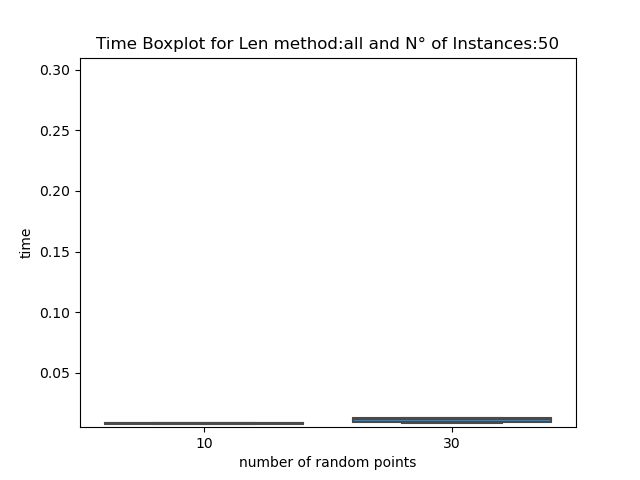 Time Boxplot for Len method:all and N° of Instances:50
0.30
0.25
0.20
0.15
0.10
0.05
time
10 30
number of random points